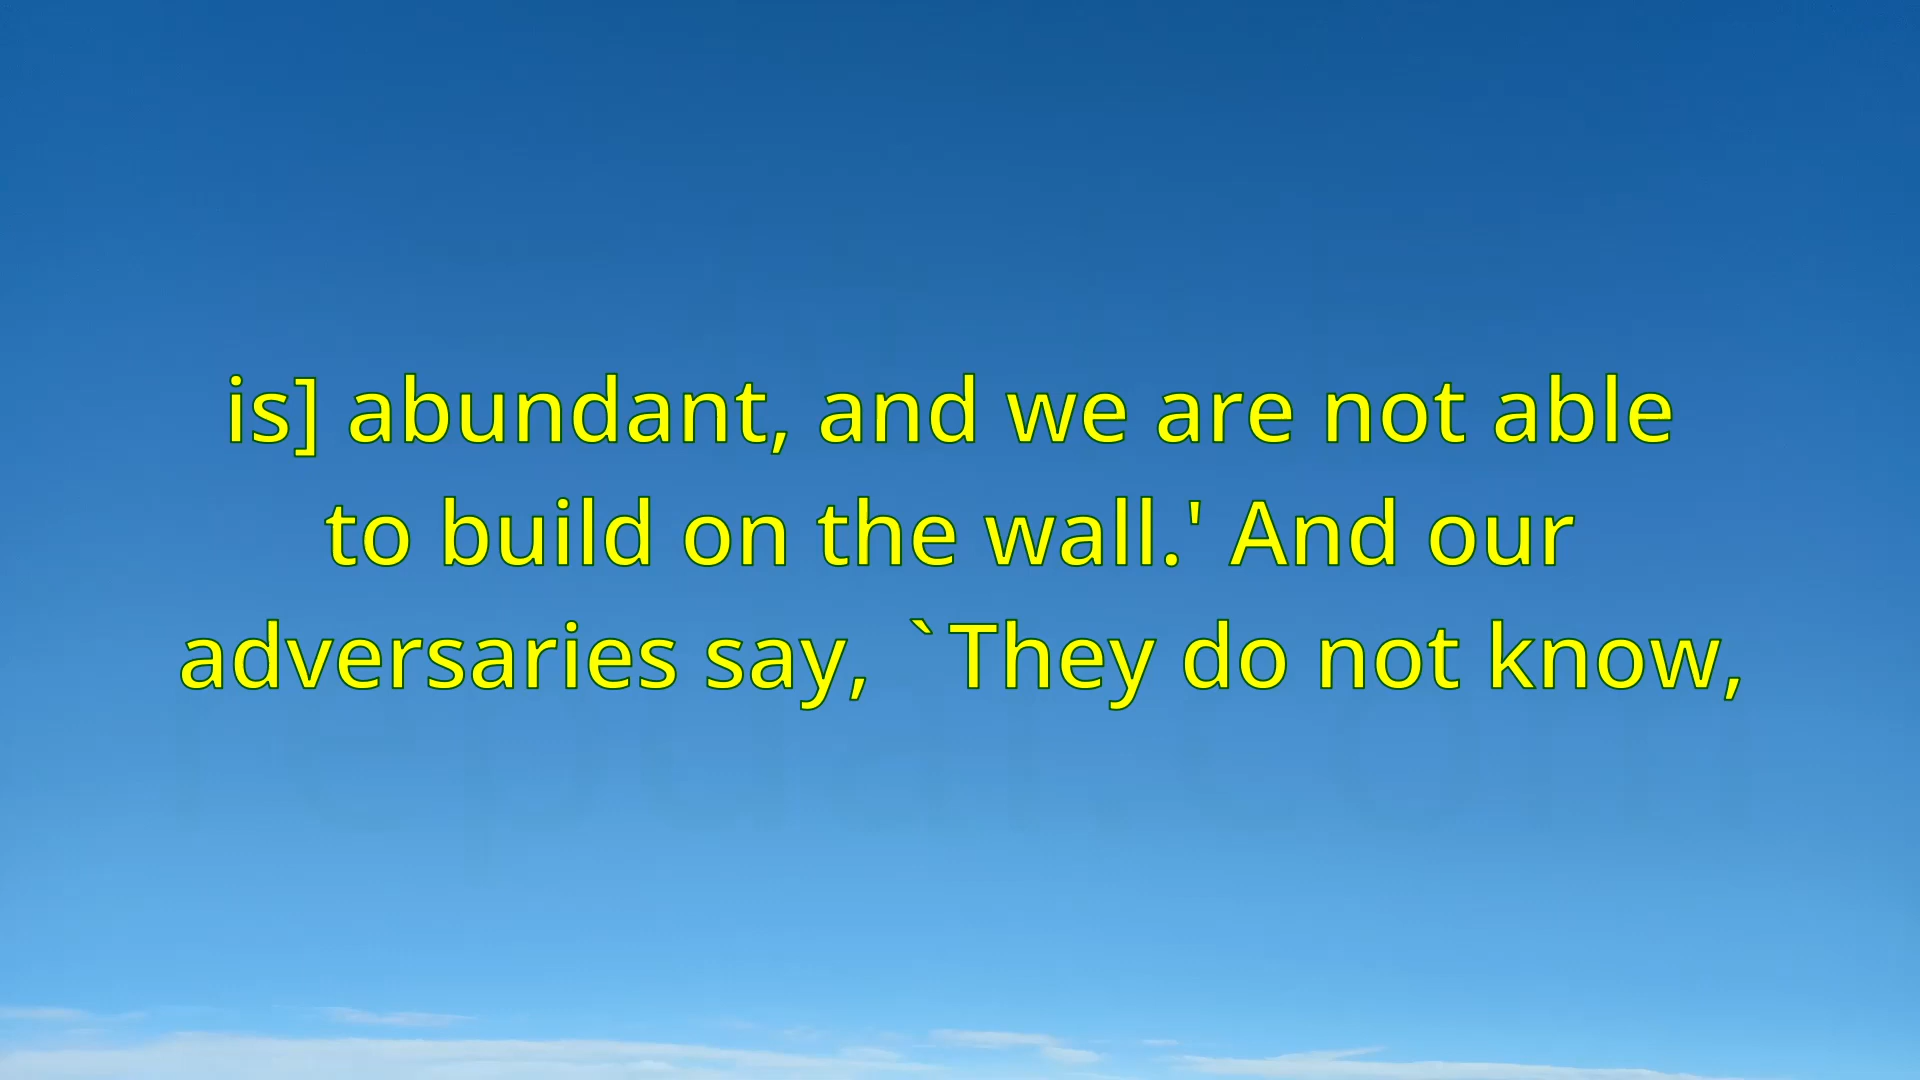 is] abundant, and we are not able
to build on the wall.' And our
adversaries say, `They do not know,